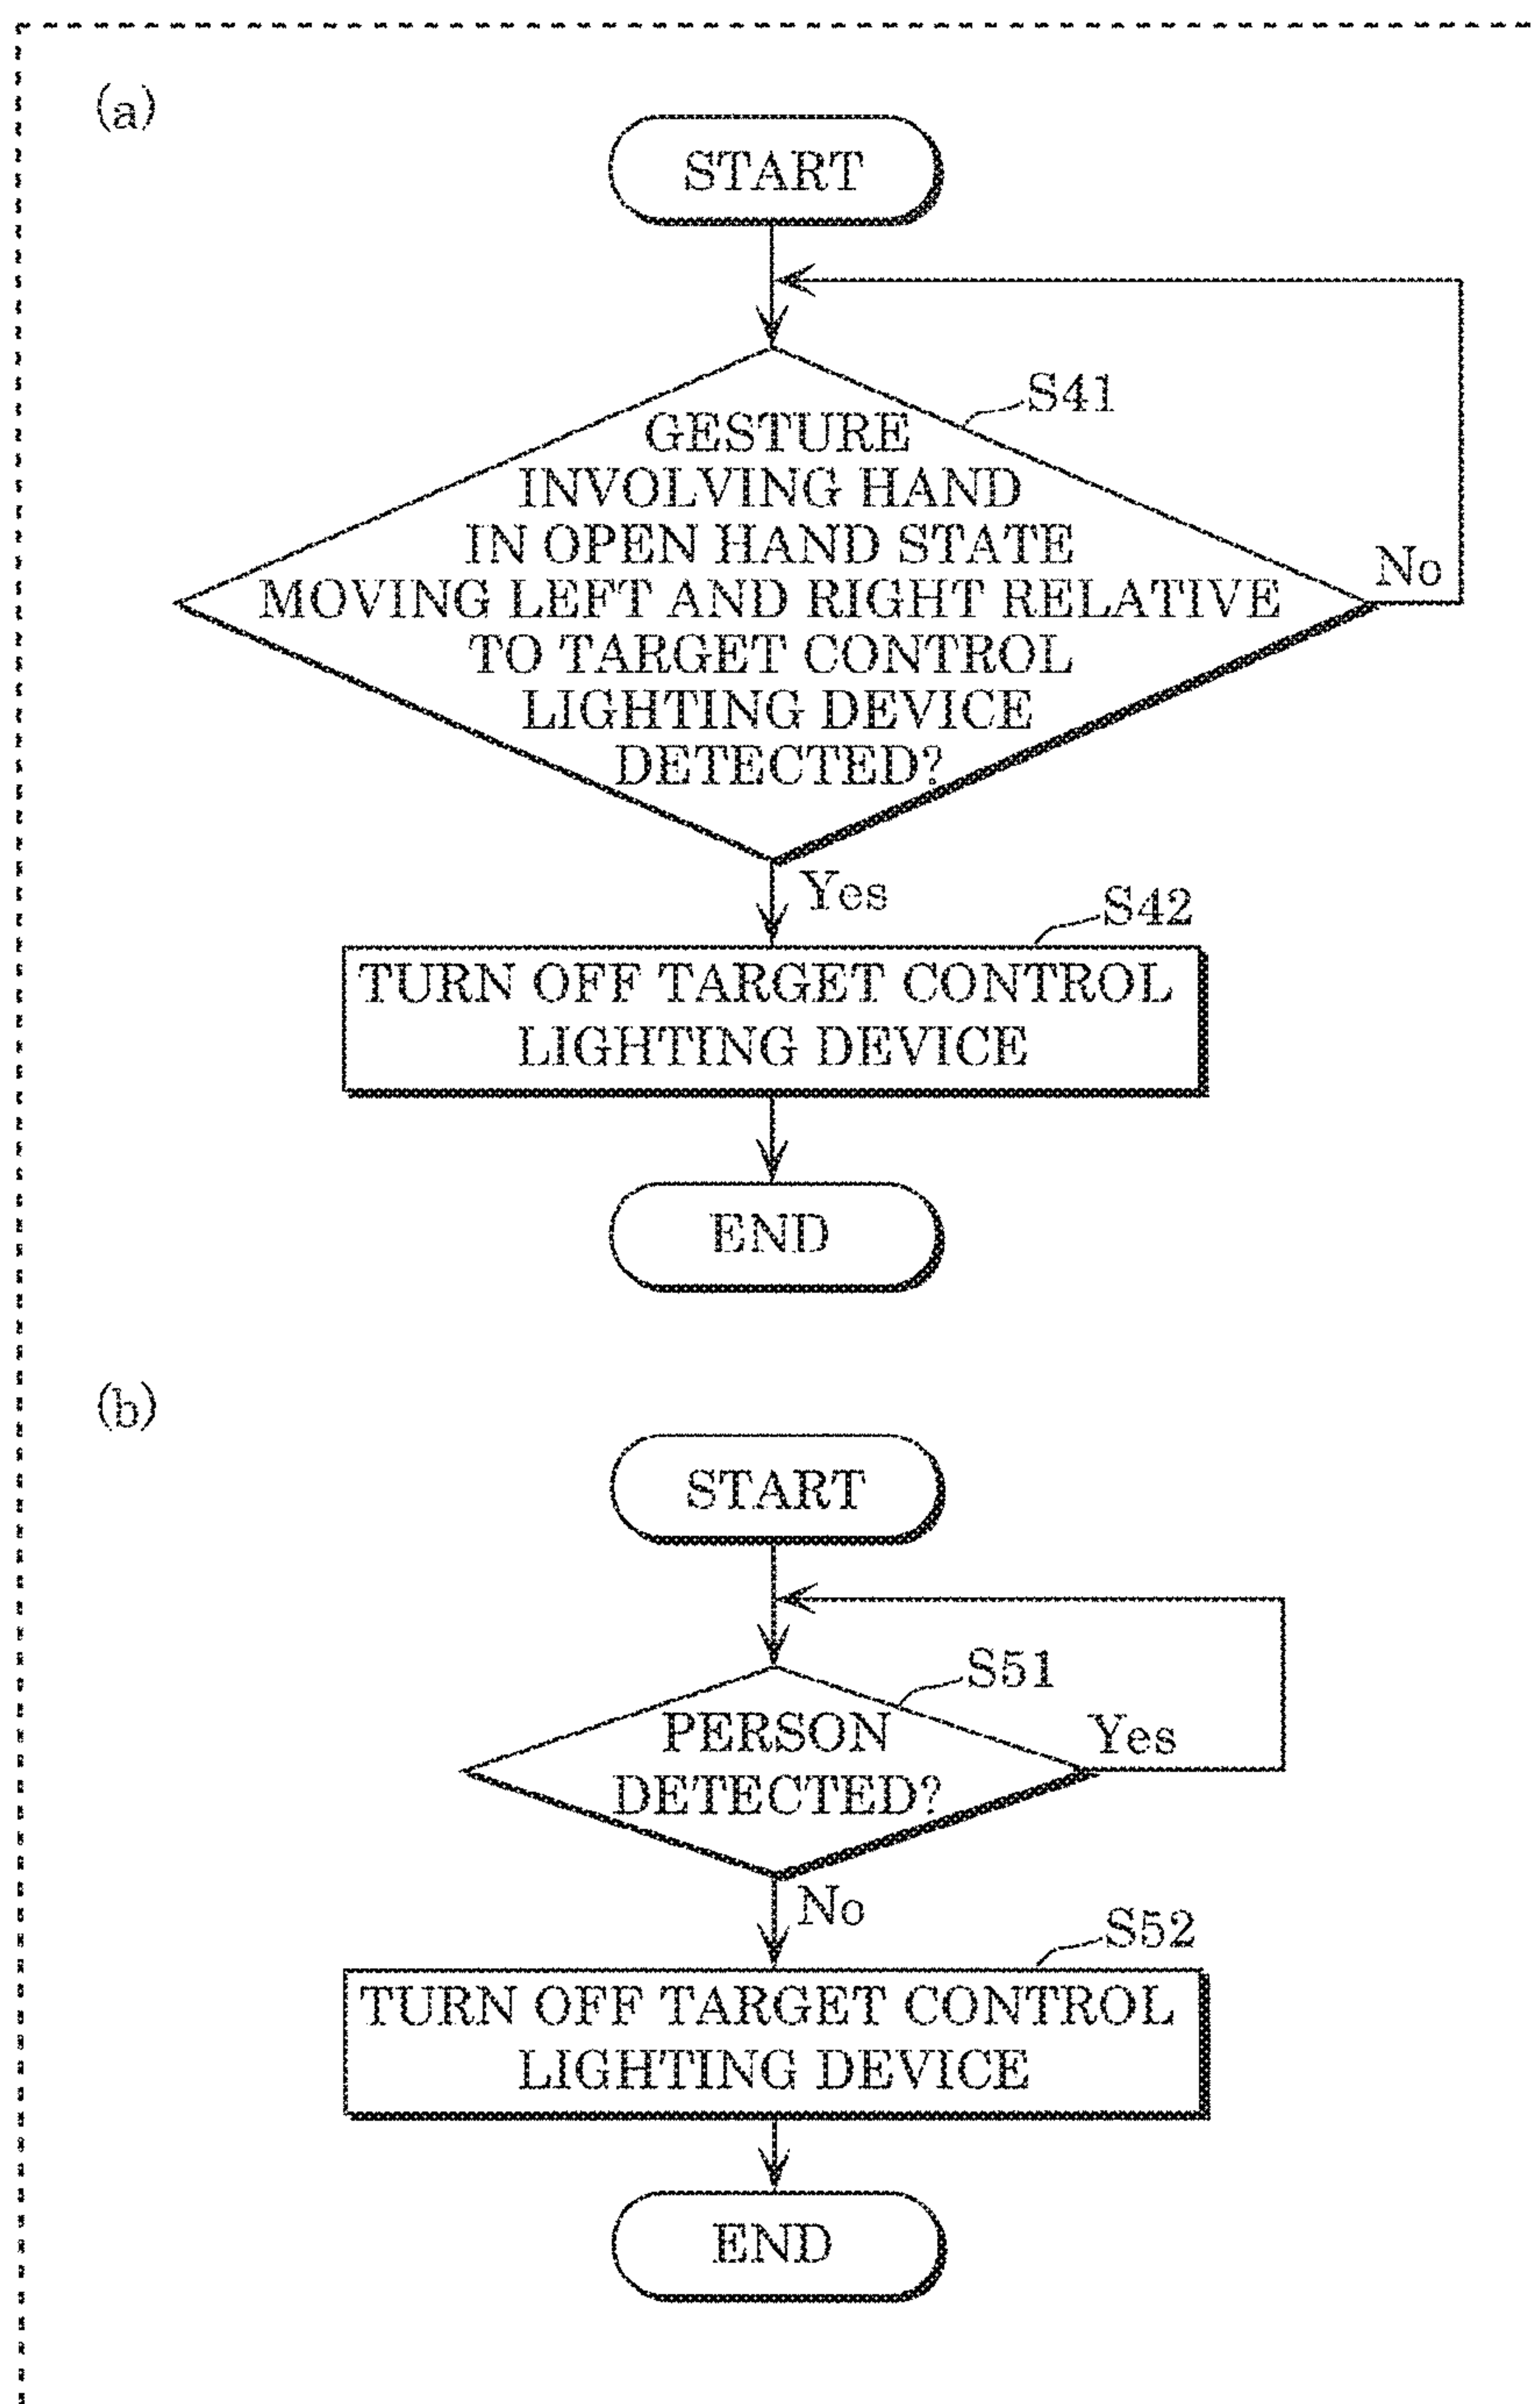 (a)
START
S41
GESTURE
INVOLVING HAND
IN OPEN HAND STATE
MOVING LEFT AND RIGHT RELATIVE
TO TARGET CONTROL
LIGHTING DEVICE
DETECTED?
No
Yes
S42
TURN OFF TARGET CONTROL
LIGHTING DEVICE
END
(b)
START
S51
PERSON
DETECTED?
Yes
No
S52
TURN OFF TARGET CONTROL
LIGHTING DEVICE
END